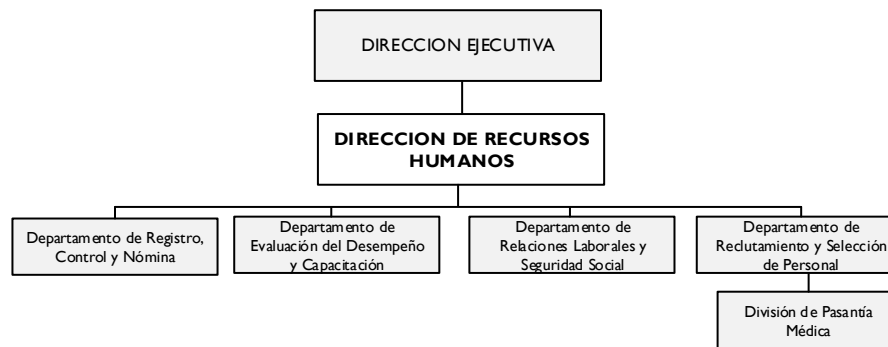 DIRECCION EJECUTIVA
DIRECCION DE RECURSOS
HUMANOS
Departamento de Registro,
Control y Nómina
Departamento de
Evaluación del Desempeño
y Capacitación
Departamento de
Relaciones Laborales y
Seguridad Social
Departamento de
Reclutamiento y Selección
de Personal
División de Pasantía
Médica